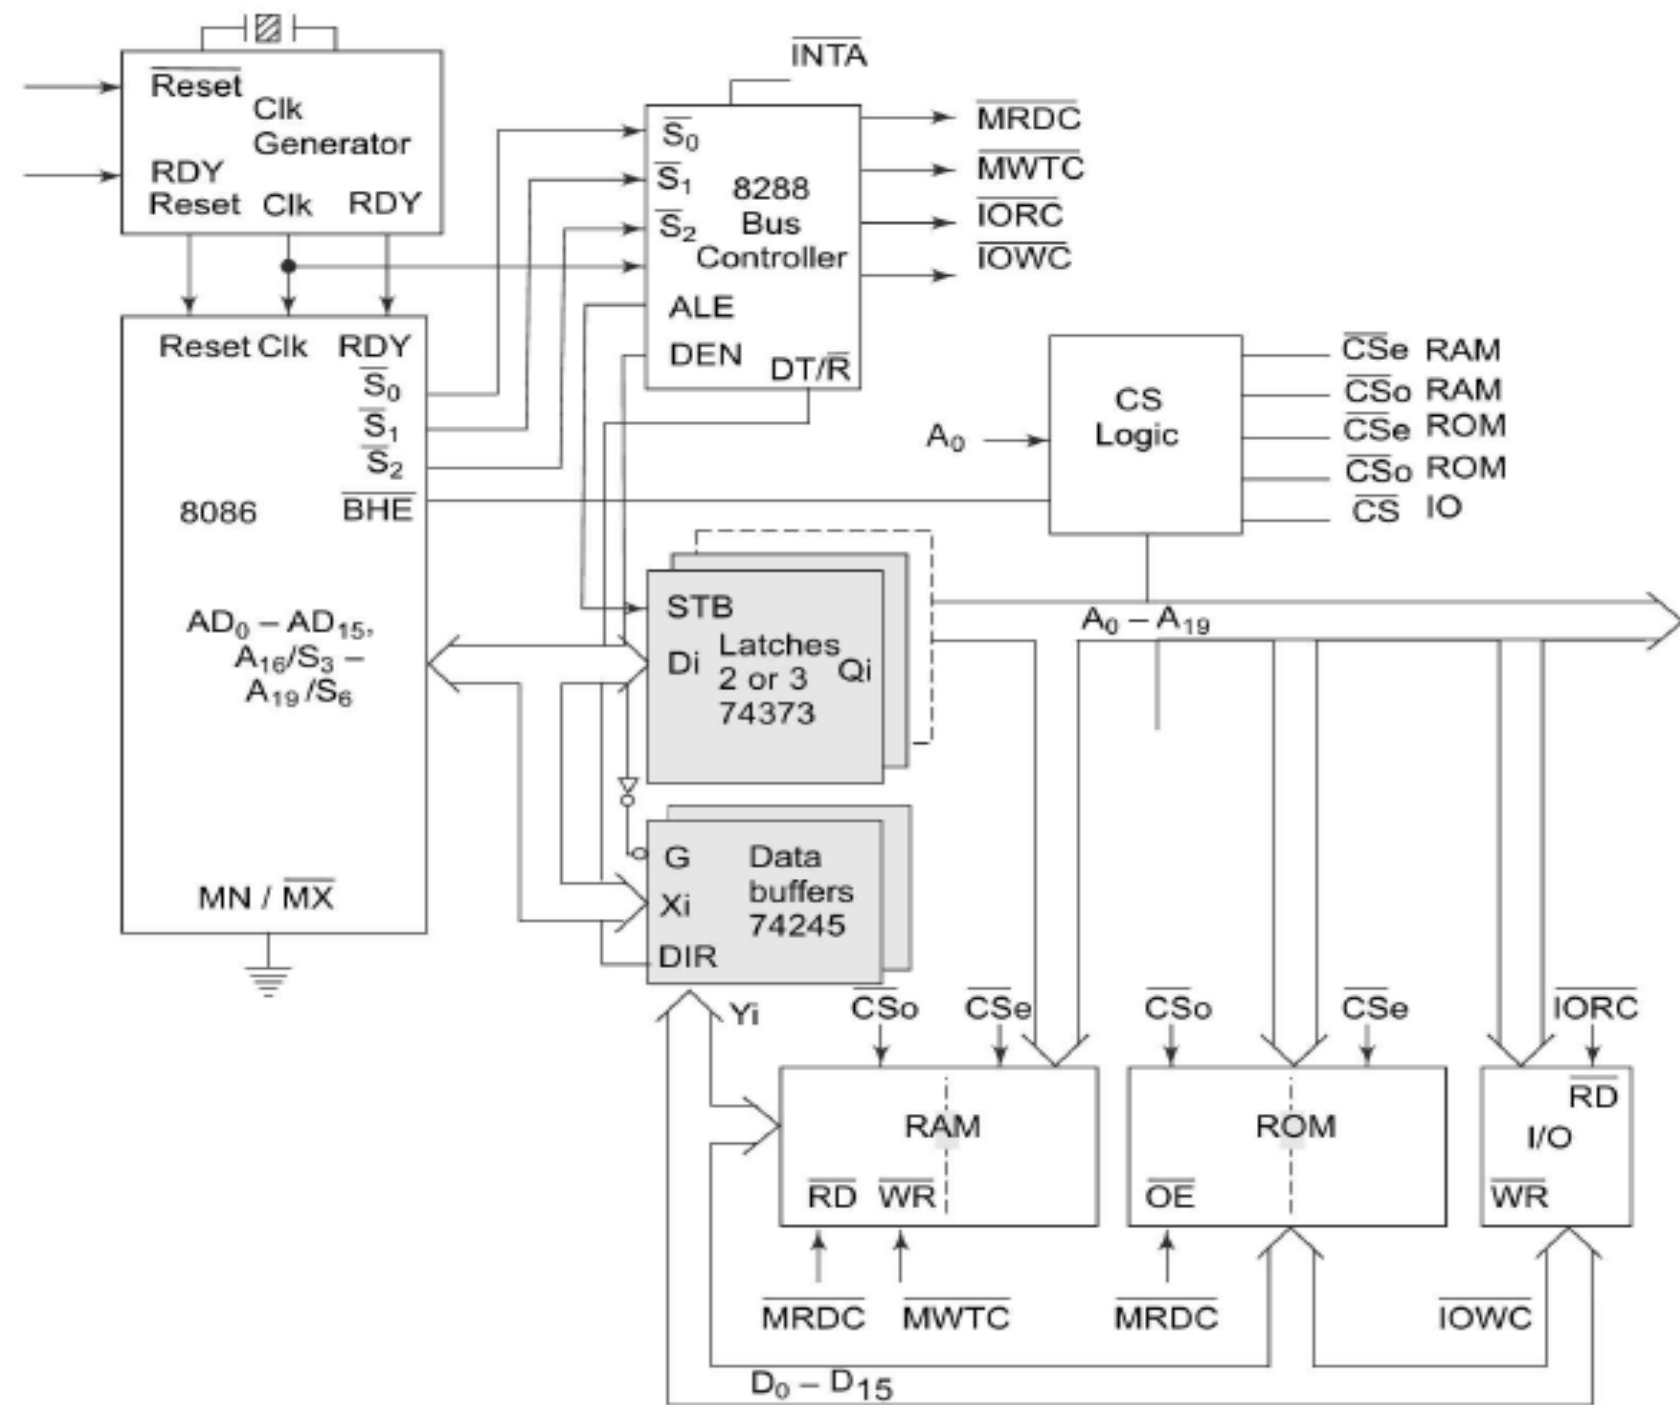 Reset
Clk
Generator
RDY
Reset Clk RDY
INTA
S0
S1
S2
8288
Bus
Controller
ALE
DEN
DT/R
MRDC
MWTC
IORC
IOWC
Reset Clk RDY
S0
S1
S2
8086 BHE
AD0 – AD15,
A16/S3 –
A19/S6
MN / MX
A0
CS
Logic
CSe RAM
CSo RAM
CSe ROM
CSo ROM
CS IO
STB
Di
Latches
2 or 3
74373
Qi
A0 – A19
G
Xi
DIR
Data
buffers
74245
Yi
CSo CSe CSo CSe IORC
RAM
RD WR
ROM
OE
RD
I/O
WR
MRDC MWTC MRDC IOWC
D0 – D15